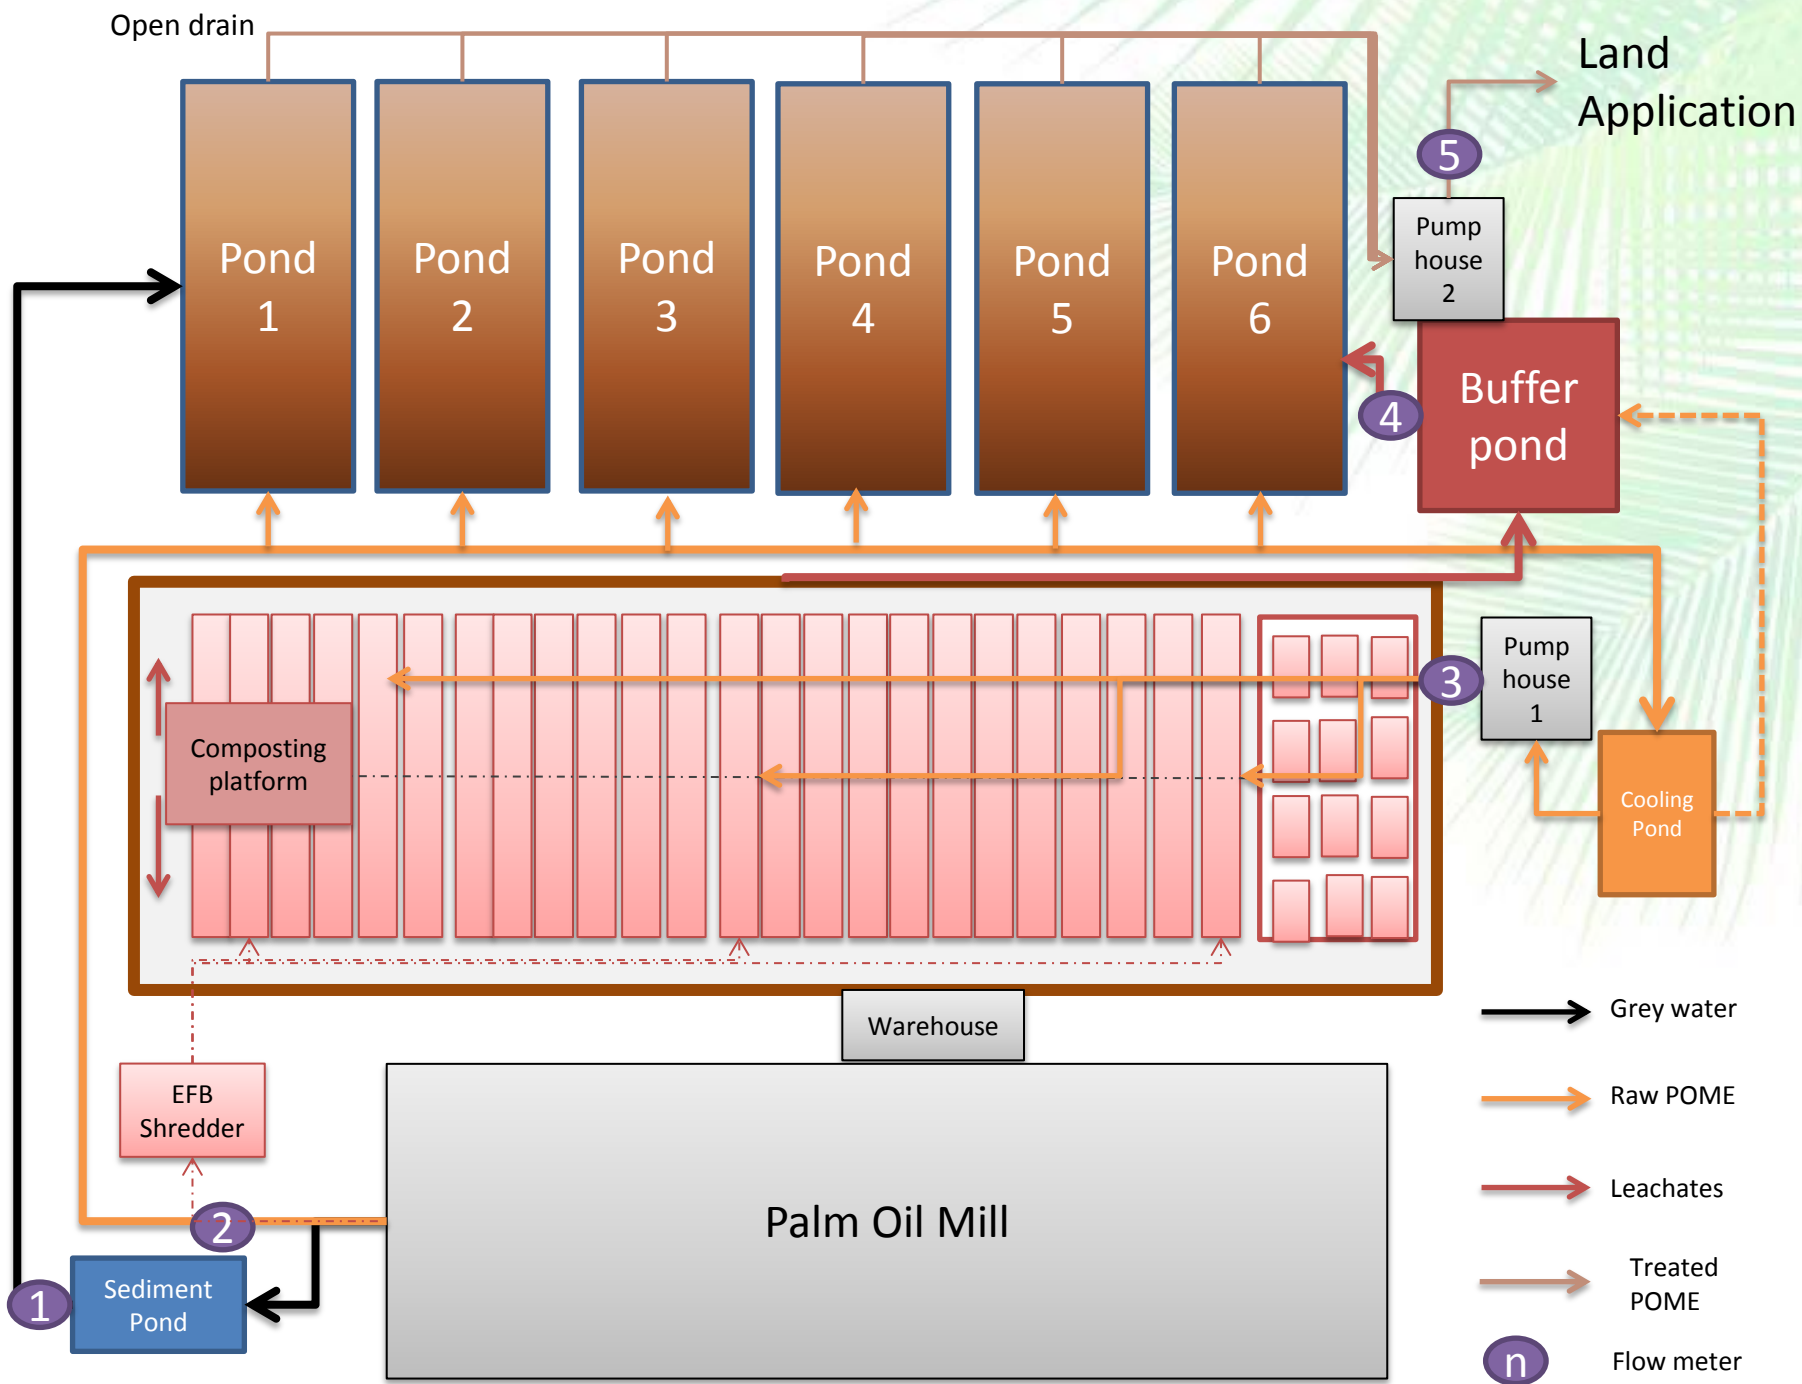 Open drain
Land
Application
5
Pond
1
Pond
2
Pond
3
Pond
4
Pond
5
Pond
6
Pump
house
2
4
Buffer
pond
3
Pump
house
1
Composting
platform
Cooling
Pond
Warehouse
EFB
Shredder
2
Palm Oil Mill
1
Sediment
Pond
Grey water
Raw POME
Leachates
Treated
POME
n
Flow meter